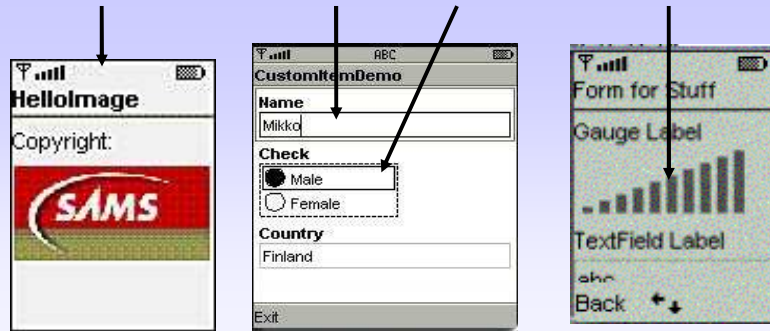 HelloImage
Copyright:
SAMS
ABC
CustomItemDemo
Name
Mikko
Check
Male
Female
Country
Finland
Exit
Form for Stuff
Gauge Label
TextField Label
abc
Back